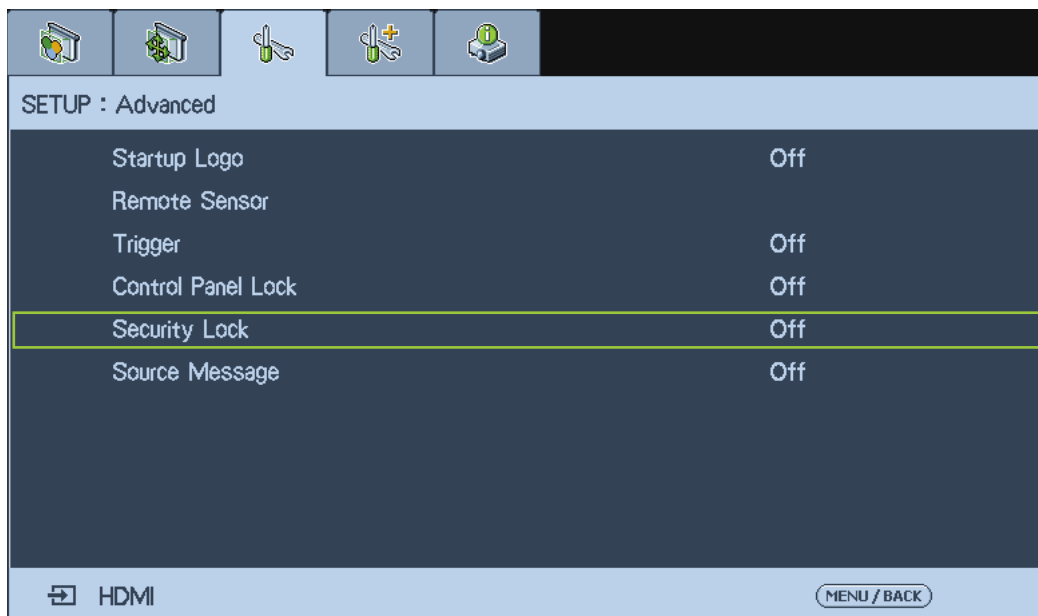 SETUP : Advanced
Startup Logo Off
Remote Sensor
Trigger Off
Control Panel Lock Off
Security Lock Off
Source Message Off
HDMI MENU / BACK